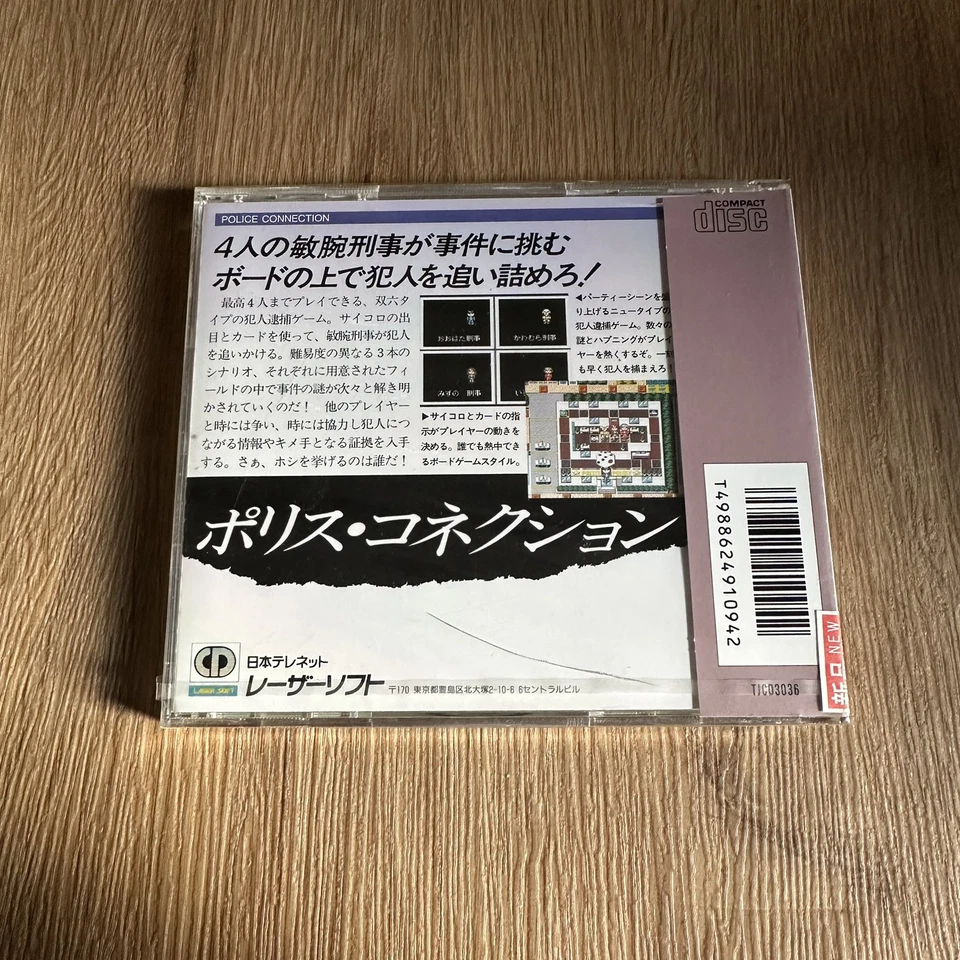 POLICE CONNECTION
COMPACT
disc
4人の敏腕刑事が事件に挑む
ボードの上で犯人を追い詰めろ!
最高4人までプレイできる、双六タ
イプの犯人逮捕ゲーム。サイコロの出
目とカードを使って、敏腕刑事が犯人
を追いかける。難易度の異なる3本の
シナリオ、それぞれに用意されたフィ
ールドの中で事件の謎が次々と解き明
かされていくのだ! 他のプレイヤー
と時には争い、時には協力し犯人につ
ながる情報やキメ手となる証拠を入手
する。さぁ、ホシを挙げるのは誰だ!
おおはた刑事
かわむら刑事
みずの 刑事
い
◀パーティーシーンを盛
り上げるニュータイプの
犯人逮捕ゲーム。数々の
謎とハプニングがプレイ
ヤーを熱くするぞ。一刻
も早く犯人を捕まえろ!
▶サイコロとカードの指
示がプレイヤーの動きを
決める。誰でも熱中でき
るボードゲームスタイル。
ポリス・コネクション
T4988624910942
日本テレネット
LASER SOFT
レーザーソフト
〒170 東京都豊島区北大塚2-10-6 6セントラルビル
TJCD3036
NEW